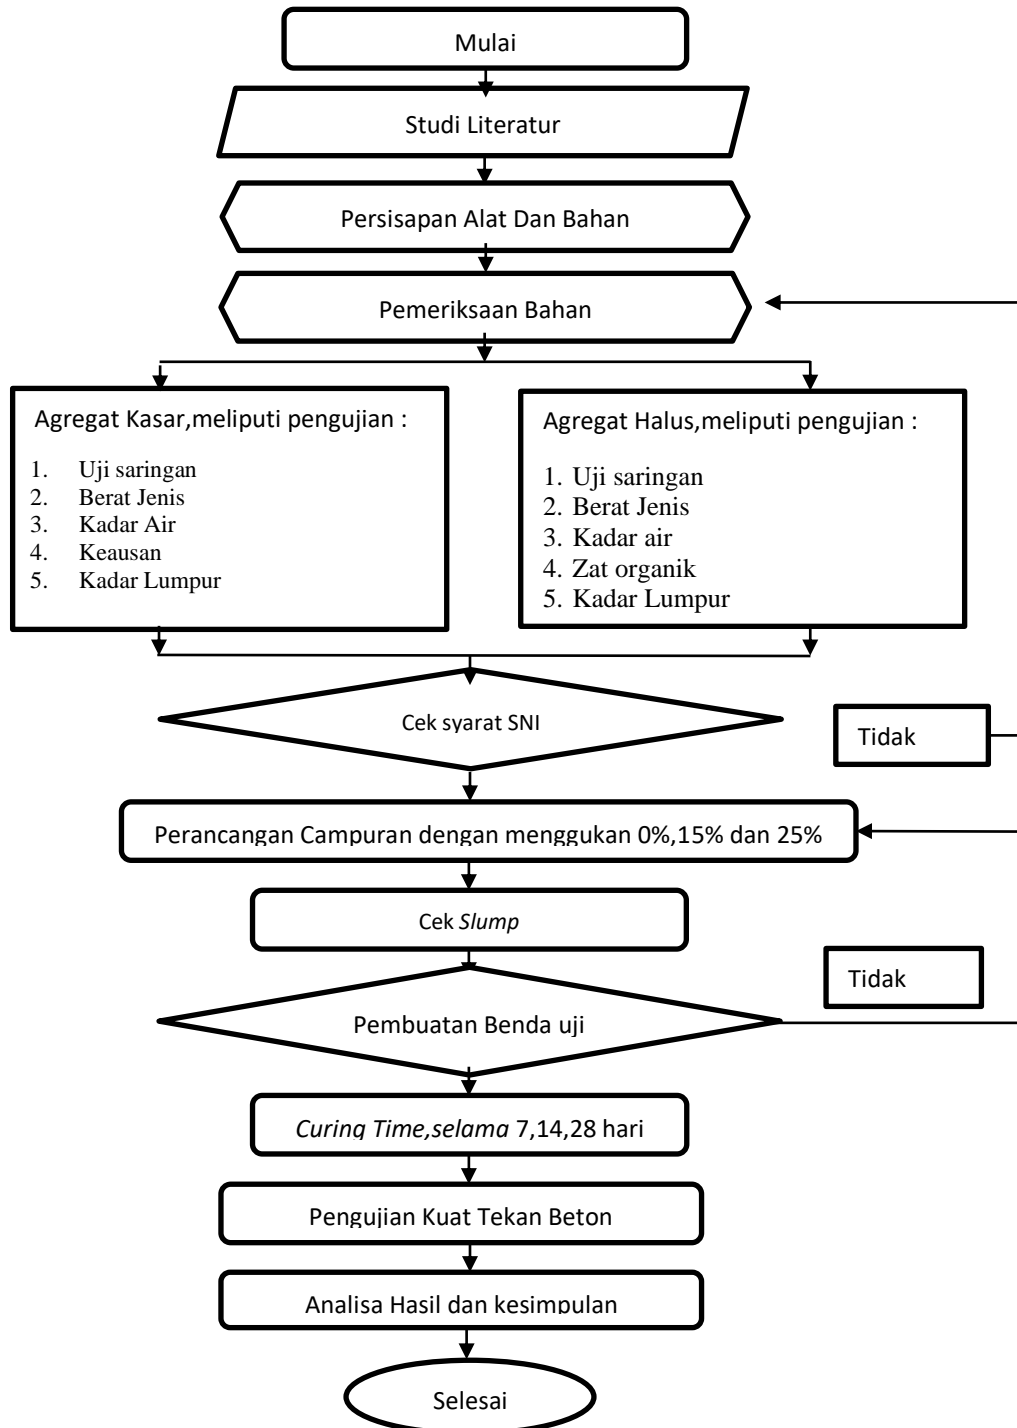 Mulai
Studi Literatur
Persisapan Alat Dan Bahan
Pemeriksaan Bahan
Agregat Kasar,meliputi pengujian :
1. Uji saringan
2. Berat Jenis
3. Kadar Air
4. Keausan
5. Kadar Lumpur
Agregat Halus,meliputi pengujian :
1. Uji saringan
2. Berat Jenis
3. Kadar air
4. Zat organik
5. Kadar Lumpur
Cek syarat SNI
Tidak
Perancangan Campuran dengan menggukan 0%,15% dan 25%
Cek Slump
Tidak
Pembuatan Benda uji
Curing Time,selama 7,14,28 hari
Pengujian Kuat Tekan Beton
Analisa Hasil dan kesimpulan
Selesai